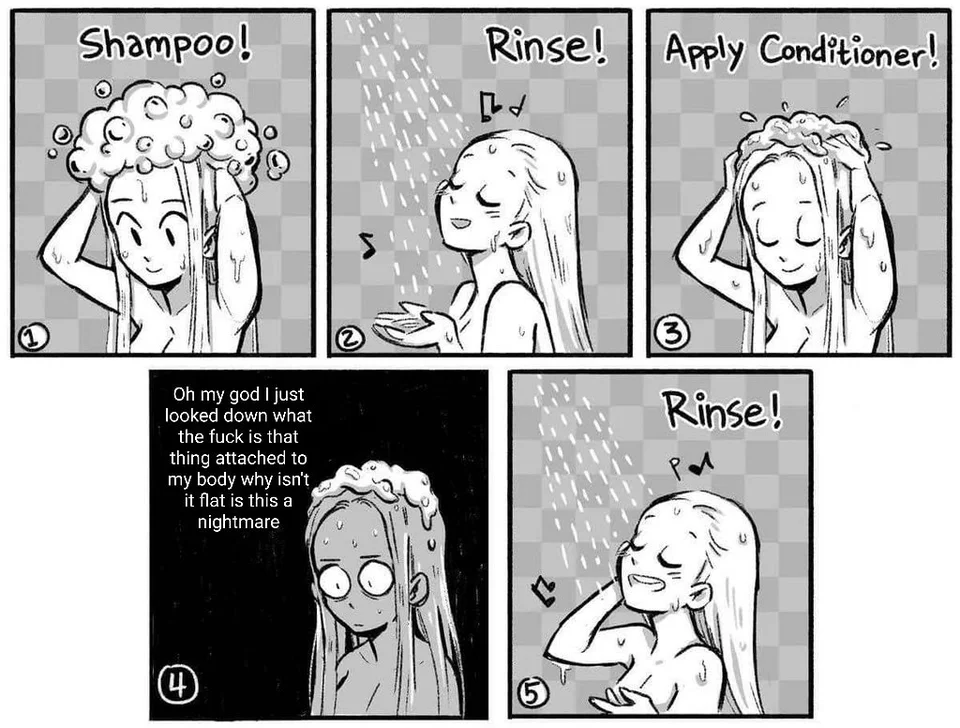 Shampoo!
1
Rinse!
2
Apply Conditioner!
3
Oh my god I just
looked down what
the fuck is that
thing attached to
my body why isn't
it flat is this a
nightmare
4
Rinse!
5